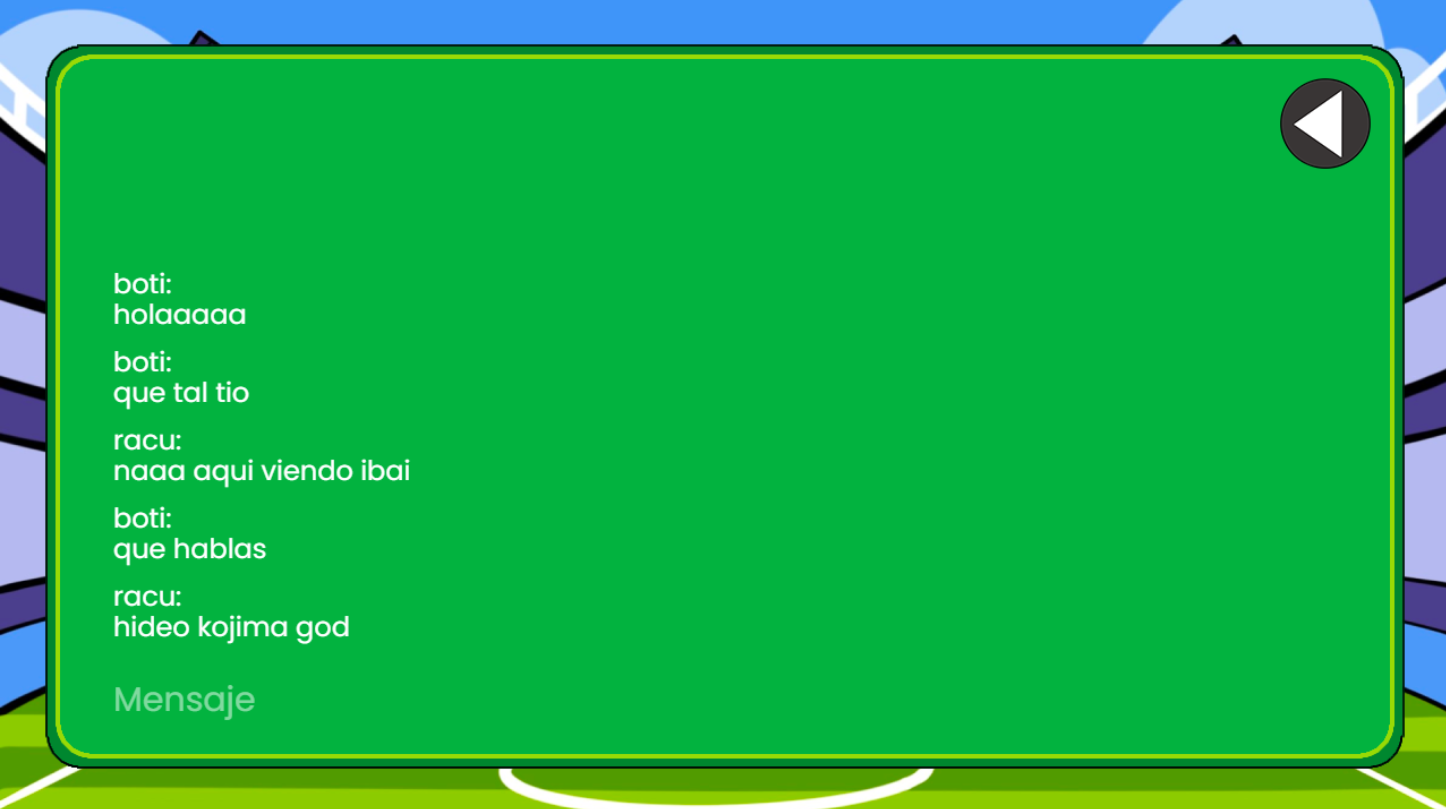 boti:
holaaaaa
boti:
que tal tio
racu:
naaa aqui viendo ibai
boti:
que hablas
racu:
hideo kojima god
Mensaje